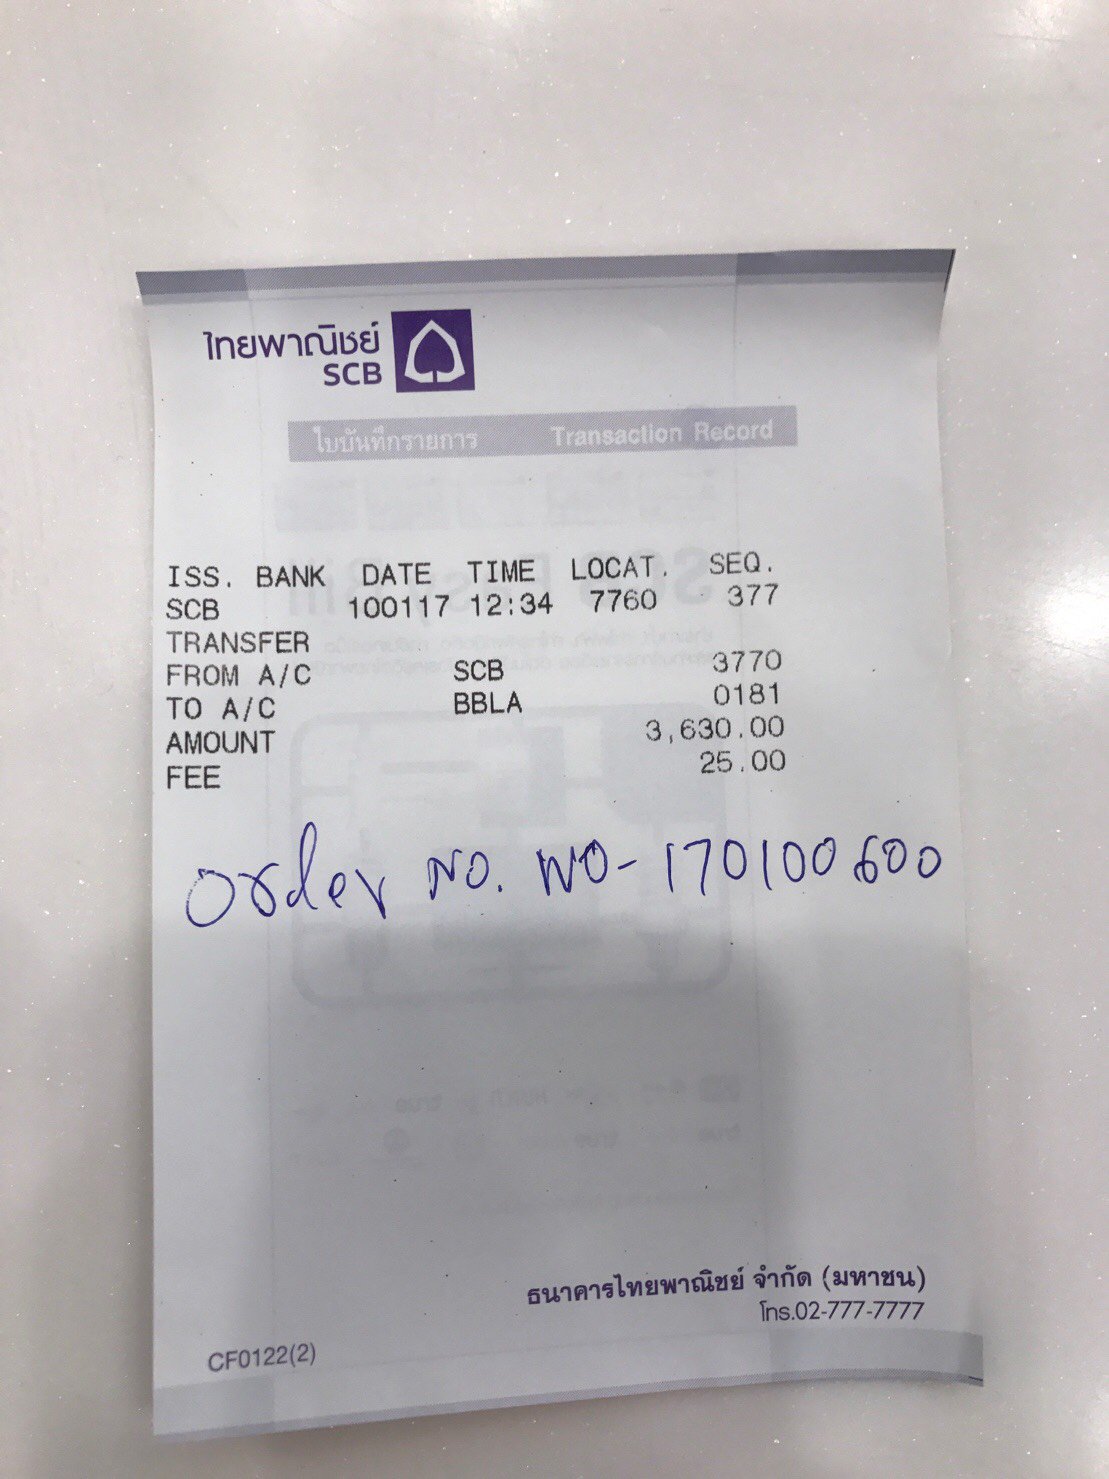 ไทยพาณิชย์
SCB
ใบบันทึกรายการ Transaction Record
ISS. BANK DATE TIME LOCAT. SEQ.
SCB 100117 12:34 7760 377
TRANSFER
FROM A/C SCB 3770
TO A/C BBLA 0181
AMOUNT 3,630.00
FEE 25.00
Order No. WO-170100600
ธนาคารไทยพาณิชย์ จำกัด (มหาชน)
โทร.02-777-7777
CF0122(2)